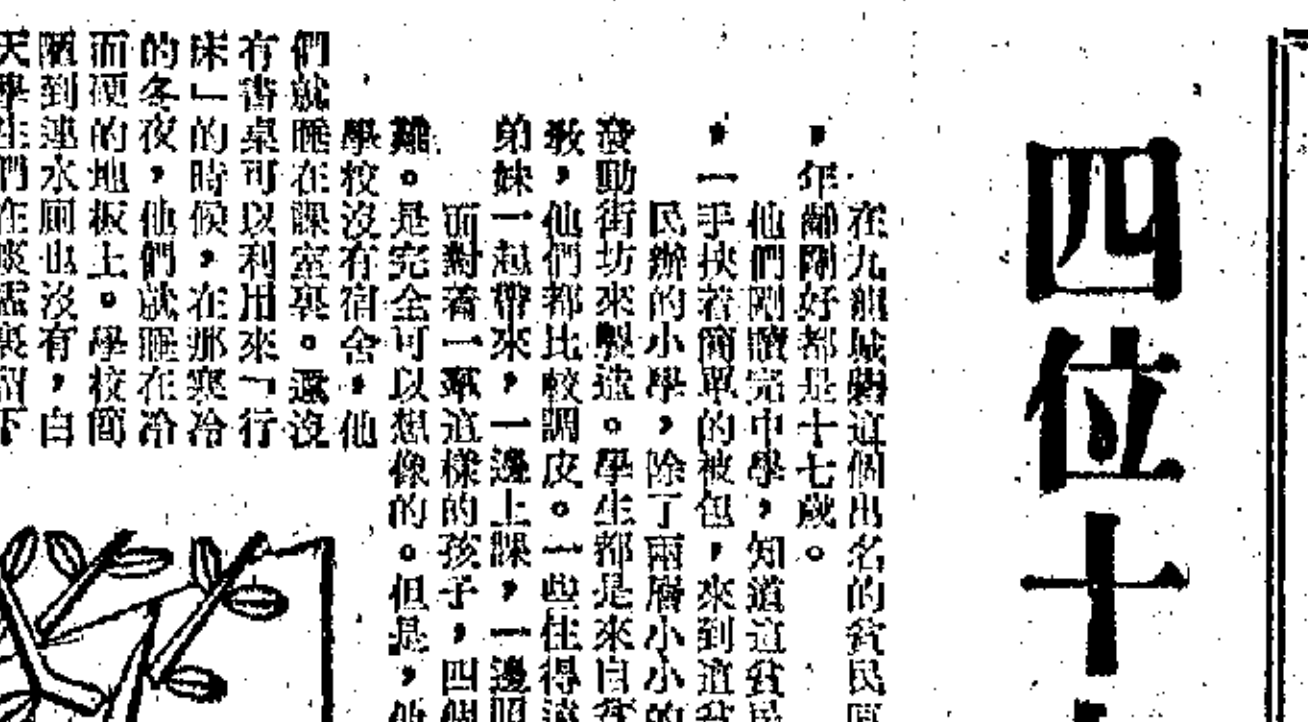 四位十
在九龍城砦這個出名的貧民區
，年齡剛好都是十七歲。
他們剛讀完中學，知道這貧民
，一手挾着簡單的被包，來到這貧
民辦的小學，除了兩層小小的
發動街坊來製造。學生都是來自貧
教，他們都比較調皮。一些住得遠
弟妹一起帶來，一邊上課，一邊照
面對着一羣這樣的孩子，四個
難。是完全可以想像的。但是，他
學校沒有宿舍，他
們就睡在課室裏。還沒
有書桌可以利用來「行
床」的時候，在那寒冷
的冬夜，他們就睡在冷
而硬的地板上。學校簡
陋到連水厠也沒有，白
天學生們在痰盂裏留下